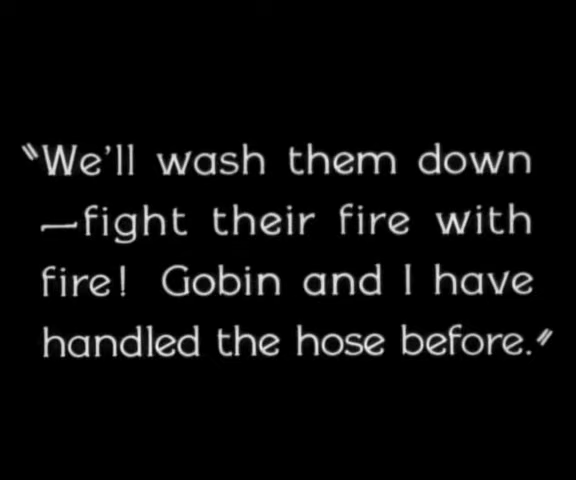 "We'll wash them down
—fight their fire with
fire! Gobin and I have
handled the hose before."